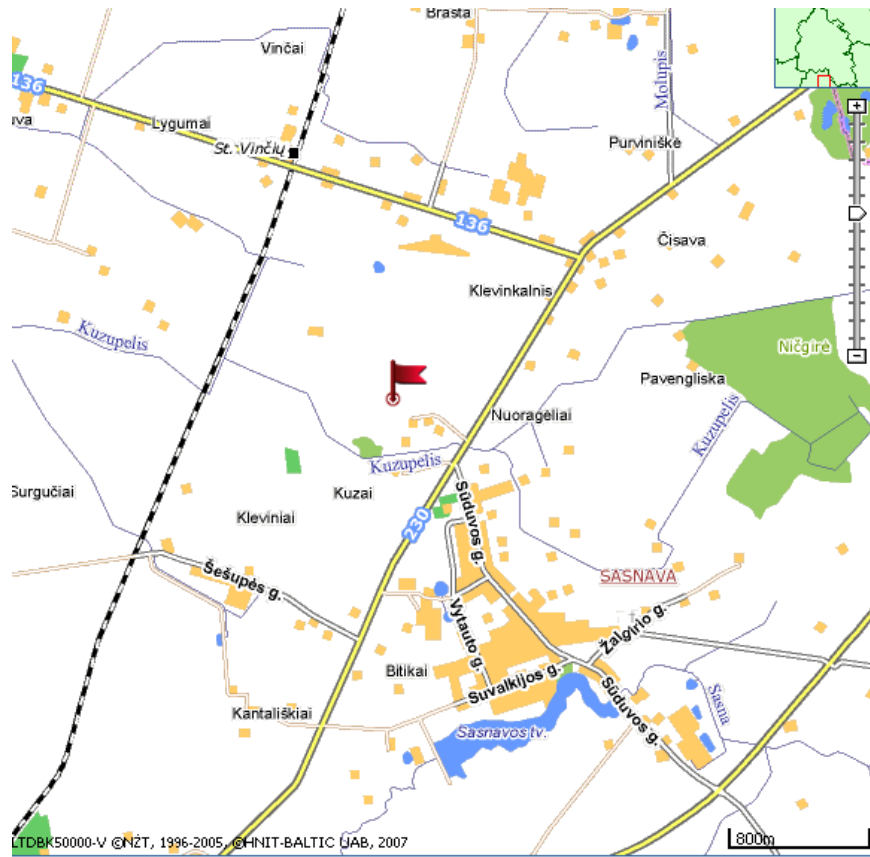 Brasta
Vinčai
136
Lygumai
uva
St. Vinčių
Molupis
Purviniškė
136
Čisava
Klevinkalnis
Kuzupelis
Ničgirė
Pavengliska
Nuoragėliai
Kuzupelis
Kuzupelis
Surgučiai
Kuzai
Kleviniai
Sūduvos g.
230
Šešupės g.
SASNAVA
Vytauto g.
Žalgirio g.
Bitikai
Suvalkijos g.
Sūduvos g.
Sasna
Kantališkiai
Sasnavos tv.
LTDBK50000-V ©NŽT, 1996-2005, ©HNIT-BALTIC UAB, 2007
800m